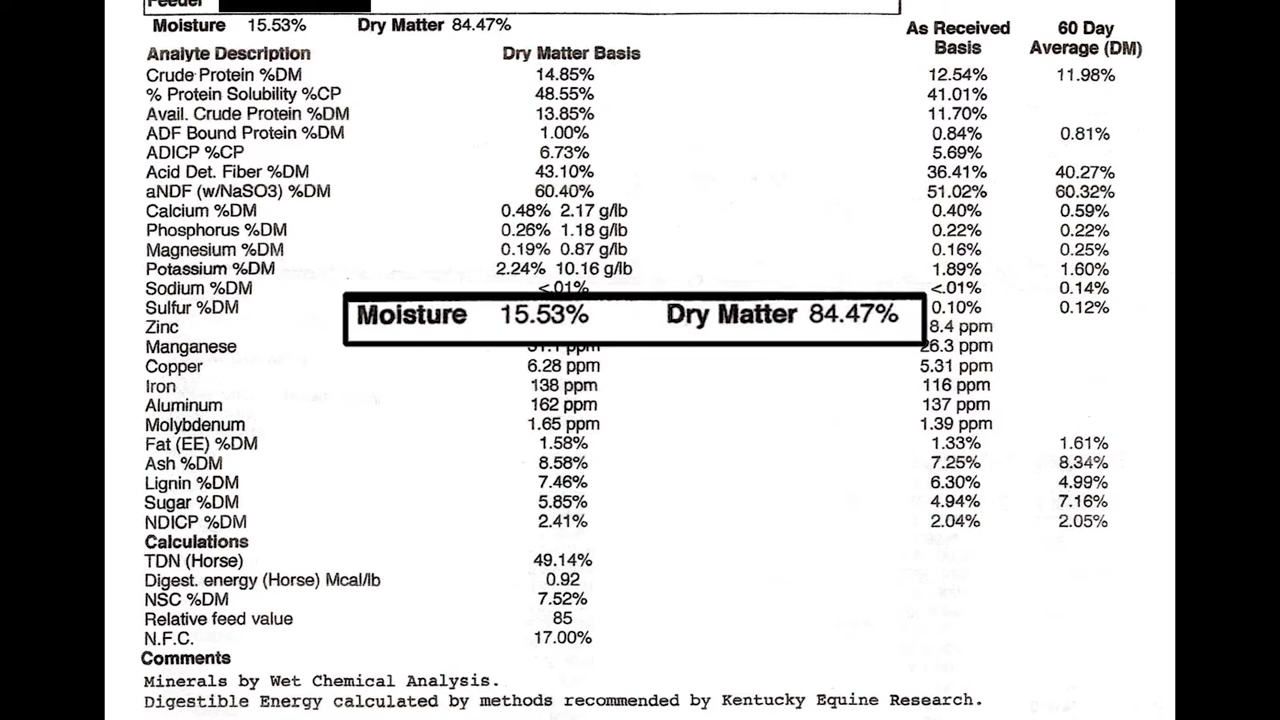 Feeder
Moisture 15.53% Dry Matter 84.47%
As Received 60 Day
Analyte Description Dry Matter Basis Basis Average (DM)
Crude Protein %DM 14.85% 12.54% 11.98%
% Protein Solubility %CP 48.55% 41.01%
Avail. Crude Protein %DM 13.85% 11.70%
ADF Bound Protein %DM 1.00% 0.84% 0.81%
ADICP %CP 6.73% 5.69%
Acid Det. Fiber %DM 43.10% 36.41% 40.27%
aNDF (w/NaSO3) %DM 60.40% 51.02% 60.32%
Calcium %DM 0.48% 2.17 g/lb 0.40% 0.59%
Phosphorus %DM 0.26% 1.18 g/lb 0.22% 0.22%
Magnesium %DM 0.19% 0.87 g/lb 0.16% 0.25%
Potassium %DM 2.24% 10.16 g/lb 1.89% 1.60%
Sodium %DM <.01% <.01% 0.14%
Sulfur %DM 0.10% 0.12%
Moisture 15.53% Dry Matter 84.47%
Zinc 8.4 ppm
Manganese ppm 26.3 ppm
Copper 6.28 ppm 5.31 ppm
Iron 138 ppm 116 ppm
Aluminum 162 ppm 137 ppm
Molybdenum 1.65 ppm 1.39 ppm
Fat (EE) %DM 1.58% 1.33% 1.61%
Ash %DM 8.58% 7.25% 8.34%
Lignin %DM 7.46% 6.30% 4.99%
Sugar %DM 5.85% 4.94% 7.16%
NDICP %DM 2.41% 2.04% 2.05%
Calculations
TDN (Horse) 49.14%
Digest. energy (Horse) Mcal/lb 0.92
NSC %DM 7.52%
Relative feed value 85
N.F.C. 17.00%
Comments
Minerals by Wet Chemical Analysis.
Digestible Energy calculated by methods recommended by Kentucky Equine Research.